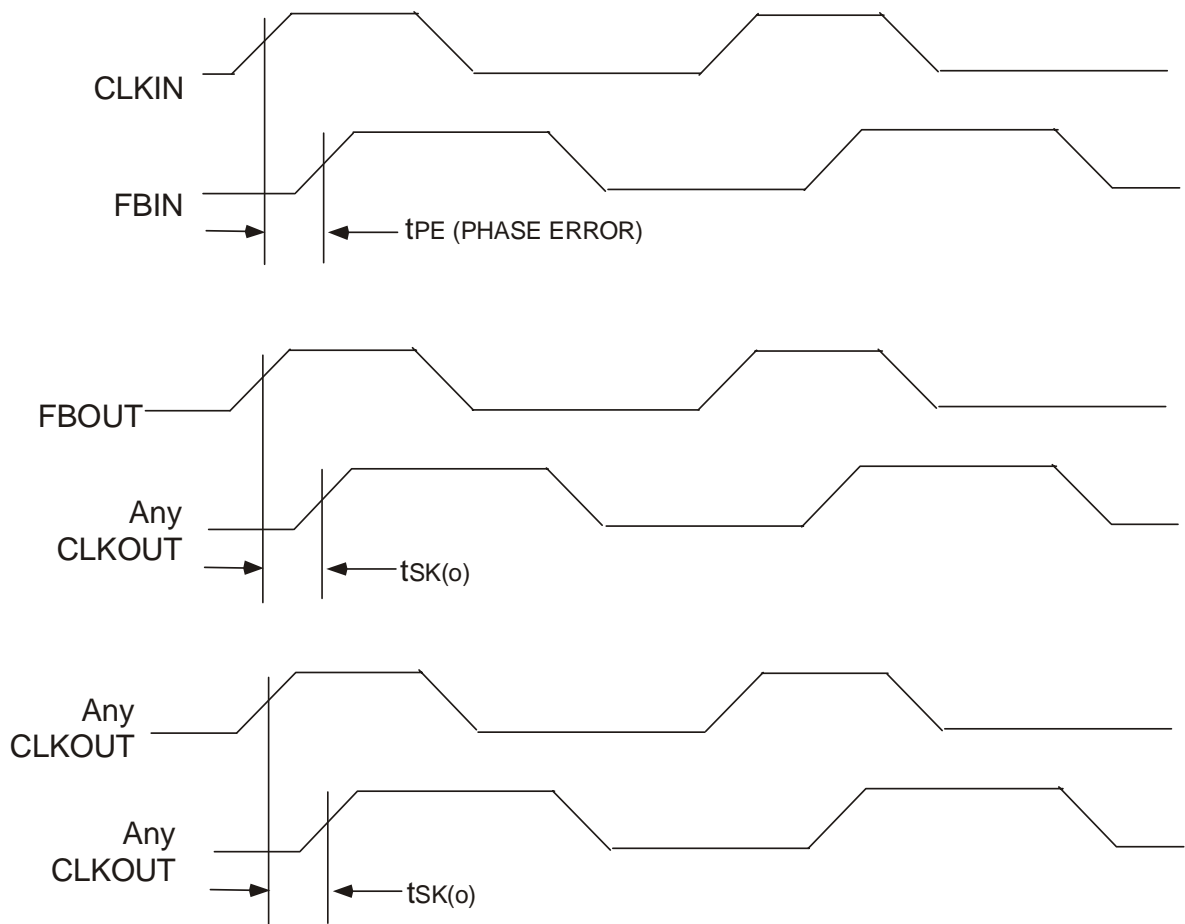 CLKIN
FBIN
tPE (PHASE ERROR)
FBOUT
Any
CLKOUT
tSK(o)
Any
CLKOUT
Any
CLKOUT
tSK(o)